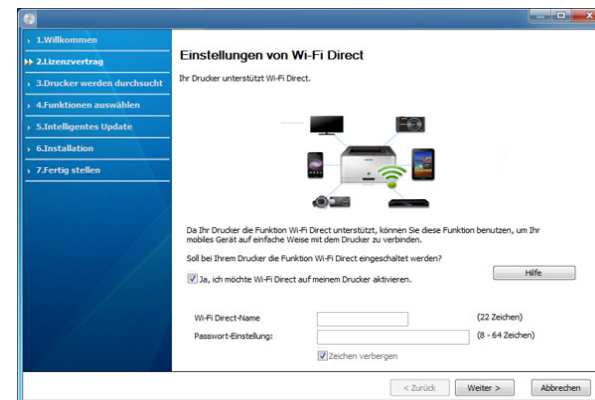 1.Willkommen
2.Lizenzvertrag
3.Drucker werden durchsucht
4.Funktionen auswählen
5.Intelligentes Update
6.Installation
7.Fertig stellen
Einstellungen von Wi-Fi Direct
Ihr Drucker unterstützt Wi-Fi Direct.
Da Ihr Drucker die Funktion Wi-Fi Direct unterstützt, können Sie diese Funktion benutzen, um Ihr
mobiles Gerät auf einfache Weise mit dem Drucker zu verbinden.
Soll bei Ihrem Drucker die Funktion Wi-Fi Direct eingeschaltet werden?
Ja, ich möchte Wi-Fi Direct auf meinem Drucker aktivieren.
Hilfe
Wi-Fi Direct-Name
(22 Zeichen)
Passwort-Einstellung:
(8 - 64 Zeichen)
Zeichen verbergen
< Zurück
Weiter >
Abbrechen